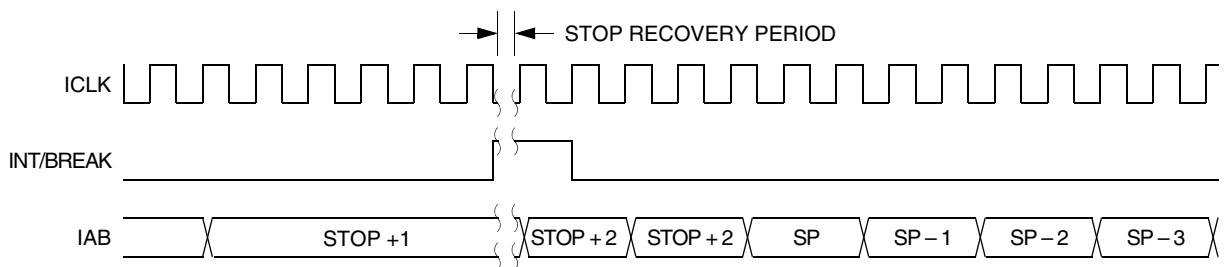 STOP RECOVERY PERIOD
ICLK
INT/BREAK
IAB STOP +1 STOP + 2 STOP + 2 SP SP – 1 SP – 2 SP – 3